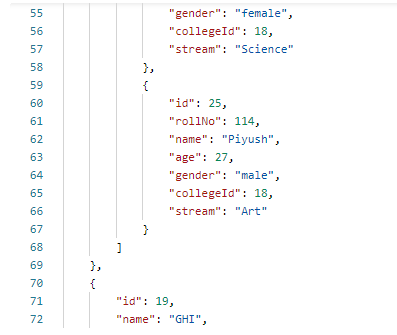 55 "gender": "female",
56 "collegeId": 18,
57 "stream": "Science"
58 },
59 {
60 "id": 25,
61 "rollNo": 114,
62 "name": "Piyush",
63 "age": 27,
64 "gender": "male",
65 "collegeId": 18,
66 "stream": "Art"
67 }
68 ]
69 },
70 {
71 "id": 19,
72 "name": "GHI",